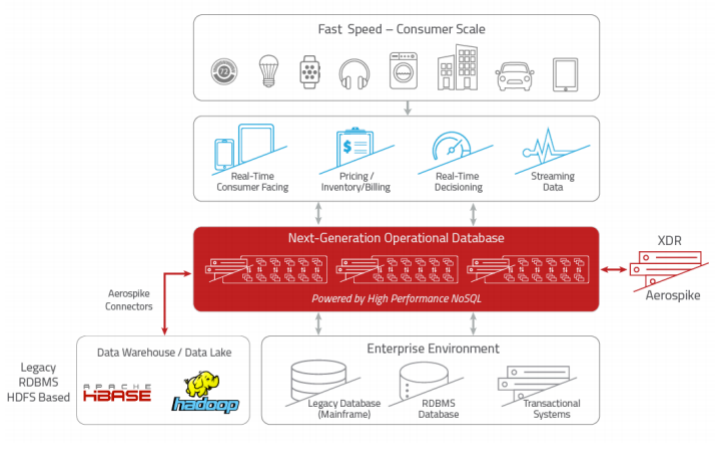 Fast Speed – Consumer Scale
72
Real-Time
Consumer Facing
$
Pricing /
Inventory/Billing
Real-Time
Decisioning
Streaming
Data
Next-Generation Operational Database
Powered by High Performance NoSQL
XDR
Aerospike
Aerospike
Connectors
Legacy
RDBMS
HDFS Based
Data Warehouse / Data Lake
APACHE
HBASE
hadoop
Enterprise Environment
Legacy Database
(Mainframe)
RDBMS
Database
Transactional
Systems